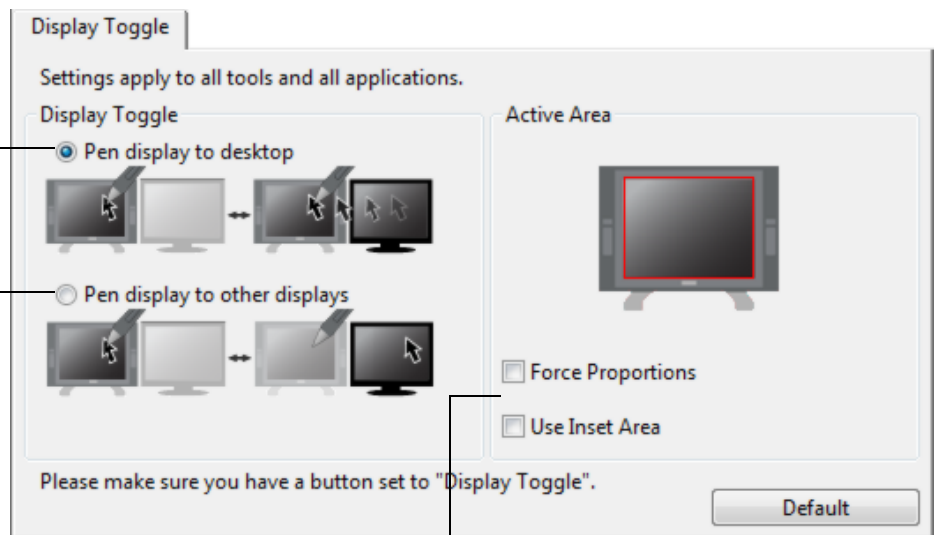 Display Toggle
Settings apply to all tools and all applications.
Display Toggle
Pen display to desktop
Pen display to other displays
Active Area
Force Proportions
Use Inset Area
Please make sure you have a button set to "Display Toggle".
Default